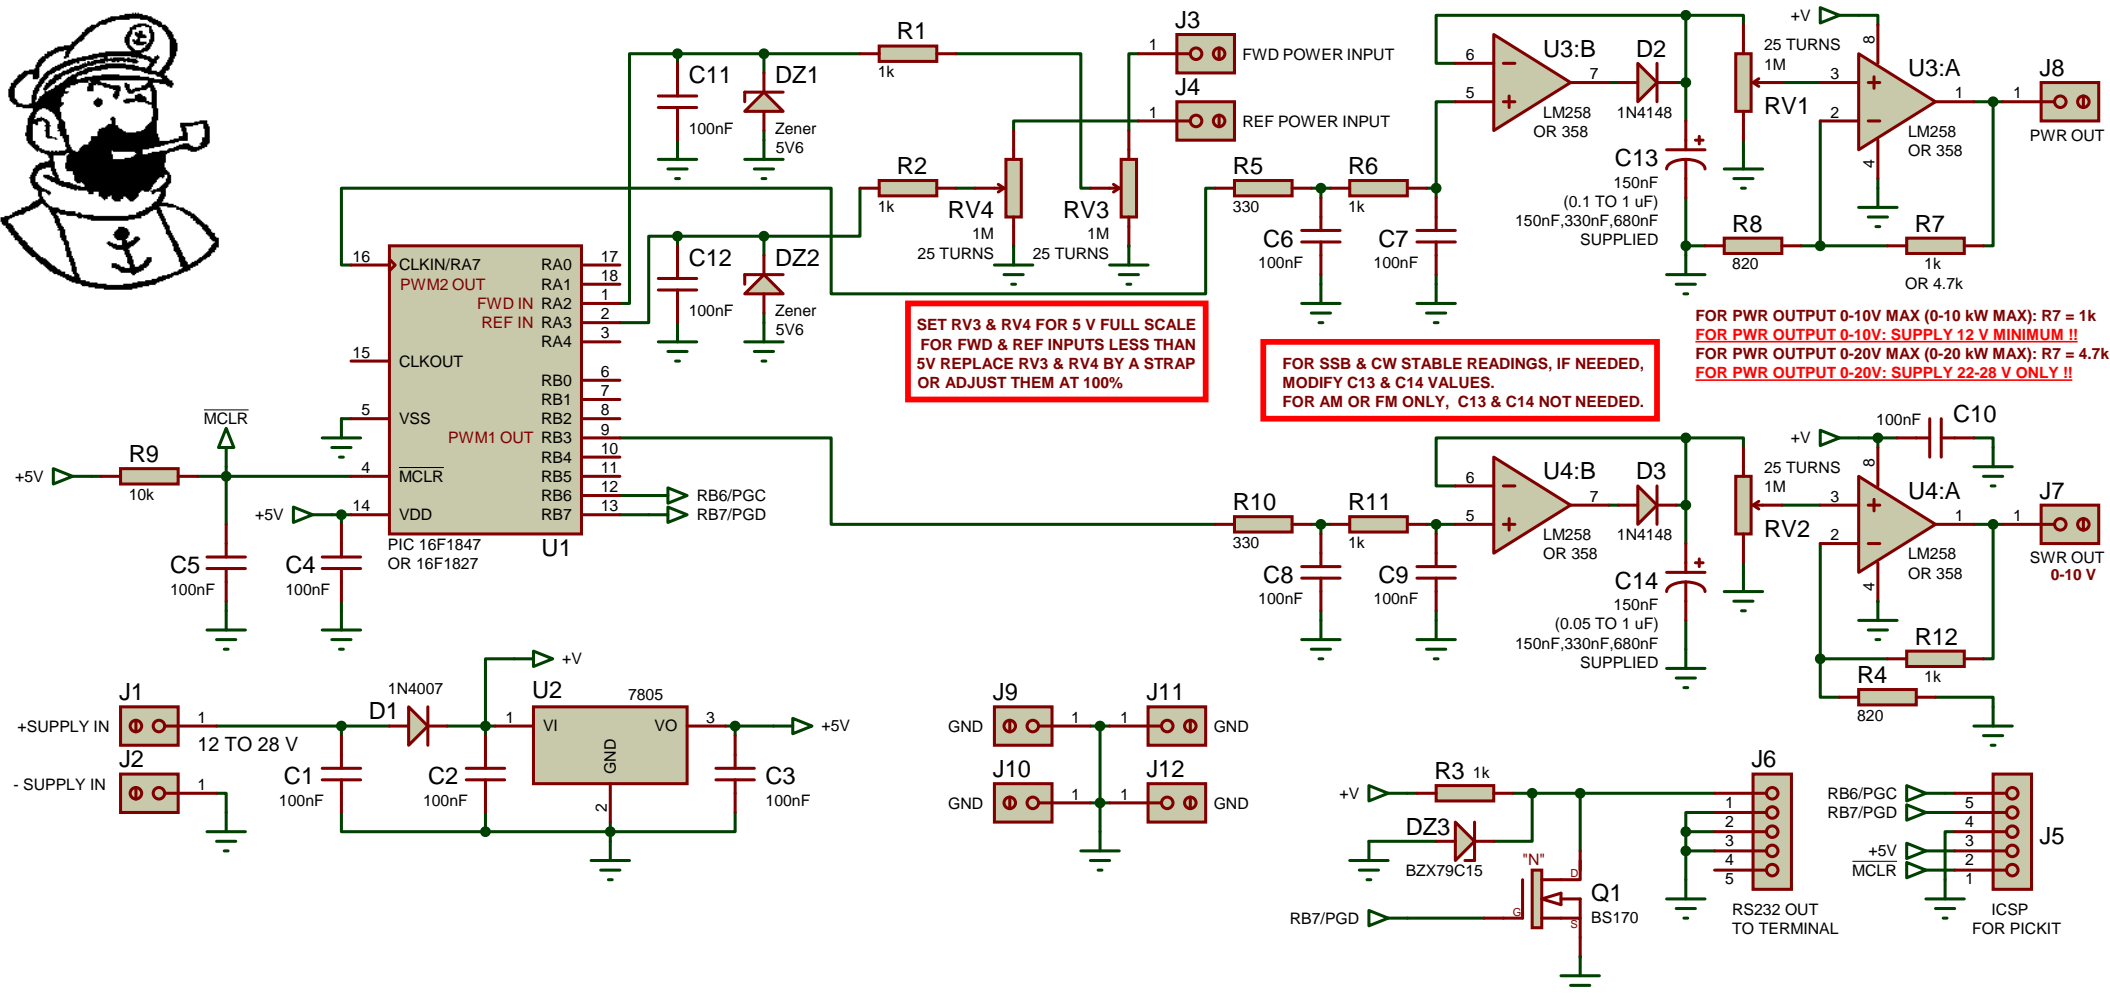 R1
1k
C11
100nF
DZ1
Zener
5V6
J3
1
FWD POWER INPUT
J4
1
REF POWER INPUT
R2
1k
RV4
1M
25 TURNS
RV3
1M
25 TURNS
C12
100nF
DZ2
Zener
5V6
R5
330
R6
1k
C6
100nF
C7
100nF
6
5
7
U3:B
LM258
OR 358
D2
1N4148
C13
+
150nF
(0.1 TO 1 uF)
150nF,330nF,680nF
SUPPLIED
+V
25 TURNS
1M
RV1
8
3
2
4
1
U3:A
LM258
OR 358
J8
1
PWR OUT
R8
820
R7
1k
OR 4.7k
16
CLKIN/RA7
PWM2 OUT
15
CLKOUT
5
VSS
4
MCLR
14
VDD
RA0
17
RA1
18
FWD IN
RA2
1
REF IN
RA3
2
RA4
3
RB0
6
RB1
7
RB2
8
PWM1 OUT
RB3
9
RB4
10
RB5
11
RB6
12
RB7
13
RB6/PGC
RB7/PGD
PIC 16F1847
OR 16F1827
U1
SET RV3 & RV4 FOR 5 V FULL SCALE
FOR FWD & REF INPUTS LESS THAN
5V REPLACE RV3 & RV4 BY A STRAP
OR ADJUST THEM AT 100%
FOR SSB & CW STABLE READINGS, IF NEEDED,
MODIFY C13 & C14 VALUES.
FOR AM OR FM ONLY, C13 & C14 NOT NEEDED.
FOR PWR OUTPUT 0-10V MAX (0-10 kW MAX): R7 = 1k
FOR PWR OUTPUT 0-10V: SUPPLY 12 V MINIMUM !!
FOR PWR OUTPUT 0-20V MAX (0-20 kW MAX): R7 = 4.7k
FOR PWR OUTPUT 0-20V: SUPPLY 22-28 V ONLY !!
MCLR
+5V
R9
10k
C5
100nF
+5V
C4
100nF
R10
330
R11
1k
C8
100nF
C9
100nF
6
5
7
U4:B
LM258
OR 358
D3
1N4148
C14
+
150nF
(0.05 TO 1 uF)
150nF,330nF,680nF
SUPPLIED
+V
100nF
C10
25 TURNS
1M
RV2
8
3
2
4
1
U4:A
LM258
OR 358
J7
1
SWR OUT
0-10 V
R12
1k
R4
820
J1
+SUPPLY IN
1
12 TO 28 V
J2
- SUPPLY IN
1
C1
100nF
1N4007
D1
+V
C2
100nF
U2
7805
1
VI
VO
3
GND
2
+5V
C3
100nF
J9
GND
1
J11
1
GND
J10
GND
1
J12
1
GND
+V
R3
1k
DZ3
BZX79C15
"N"
D
G
S
Q1
BS170
RB7/PGD
J6
1
2
3
4
5
RS232 OUT
TO TERMINAL
RB6/PGC
RB7/PGD
+5V
MCLR
5
4
3
2
1
J5
ICSP
FOR PICKIT